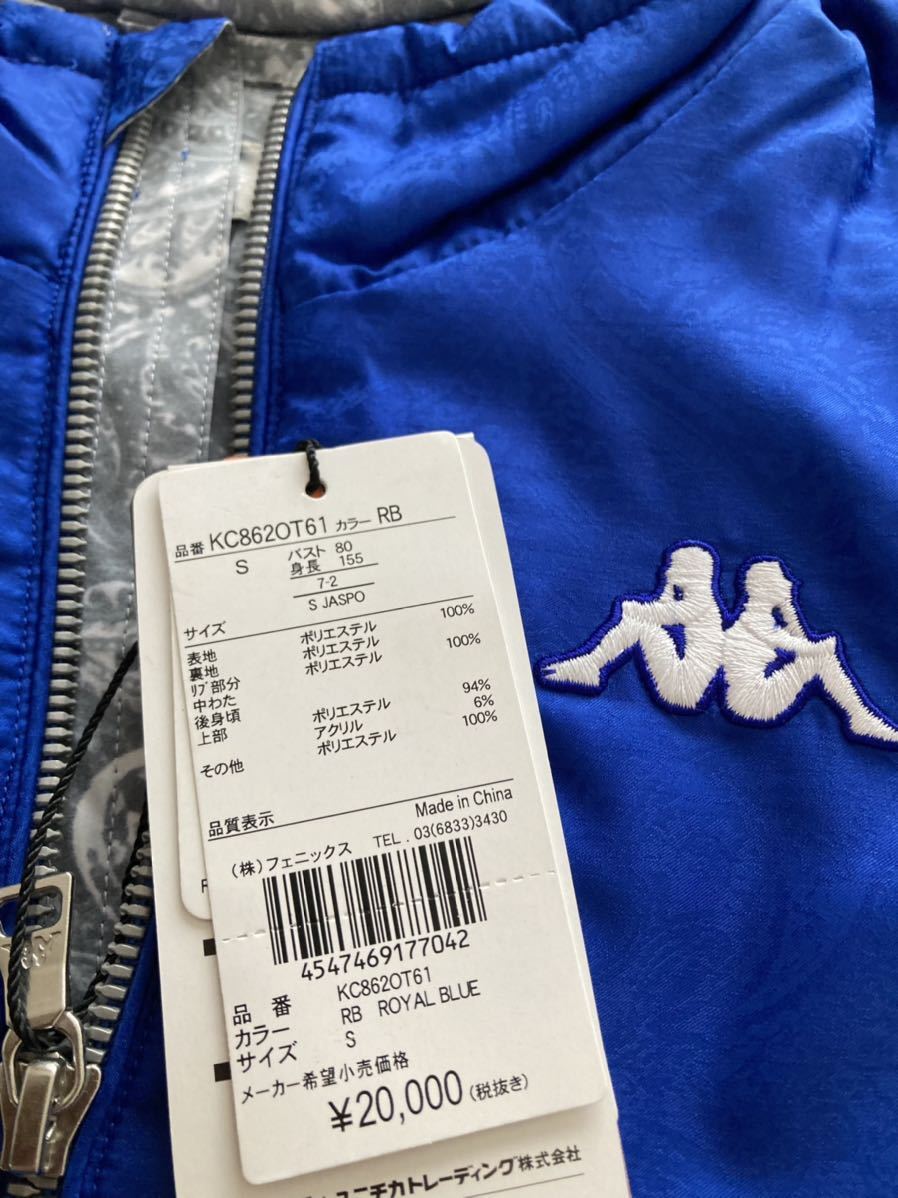 品番 KC862OT61 カラー RB
S バスト 80
身長 155
7-2
S JASPO
サイズ
表地 ポリエステル 100%
裏地 ポリエステル 100%
リブ部分 ポリエステル
中わた
後身頃 ポリエステル 94%
上部 アクリル 6%
その他 ポリエステル 100%
品質表示 Made in China
(株)フェニックス TEL . 03(6833)3430
4547469177042
品 番 KC862OT61
カラー RB ROYAL BLUE
サイズ S
メーカー希望小売価格
¥20,000(税抜き)
ユニチカトレーディング株式会社